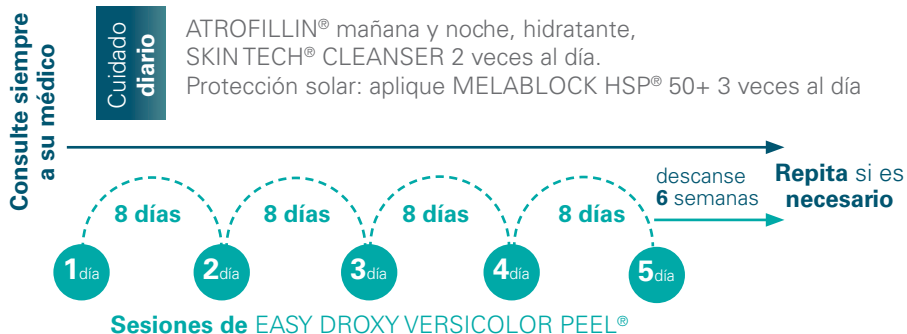 Consulte siempre
a su médico
Cuidado
diario
ATROFILLIN® mañana y noche, hidratante,
SKIN TECH® CLEANSER 2 veces al día.
Protección solar: aplique MELABLOCK HSP® 50+ 3 veces al día
8 días
8 días
8 días
8 días
descanse
6 semanas
Repita si es
necesario
1día
2día
3día
4día
5día
Sesiones de EASY DROXY VERSICOLOR PEEL®